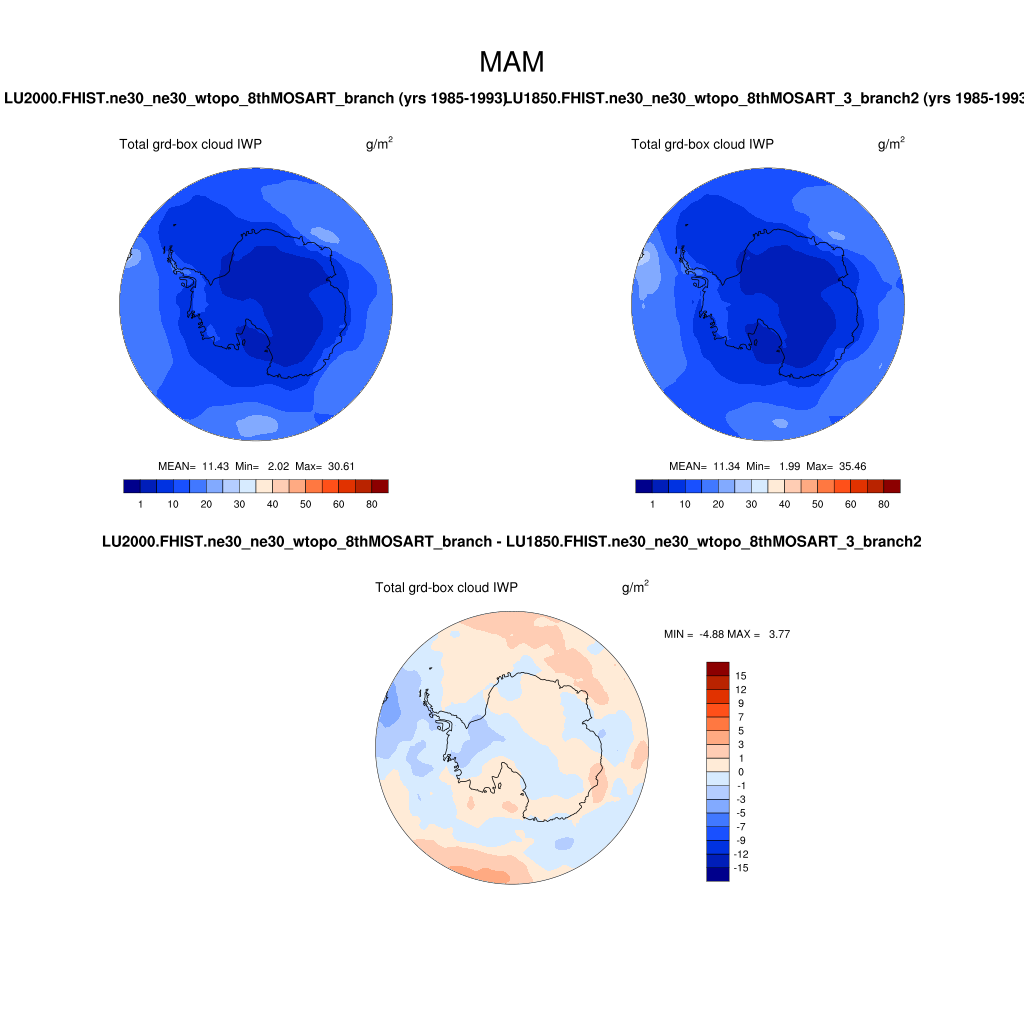 MAM
LU2000.FHIST.ne30_ne30_wtopo_8thMOSART_branch (yrs 1985-1993)
LU1850.FHIST.ne30_ne30_wtopo_8thMOSART_3_branch2 (yrs 1985-1993
Total grd-box cloud IWP g/m2
Total grd-box cloud IWP g/m2
MEAN= 11.43 Min= 2.02 Max= 30.61
MEAN= 11.34 Min= 1.99 Max= 35.46
1 10 20 30 40 50 60 80
1 10 20 30 40 50 60 80
LU2000.FHIST.ne30_ne30_wtopo_8thMOSART_branch - LU1850.FHIST.ne30_ne30_wtopo_8thMOSART_3_branch2
Total grd-box cloud IWP g/m2
MIN = -4.88 MAX = 3.77
15
12
9
7
5
3
1
0
-1
-3
-5
-7
-9
-12
-15